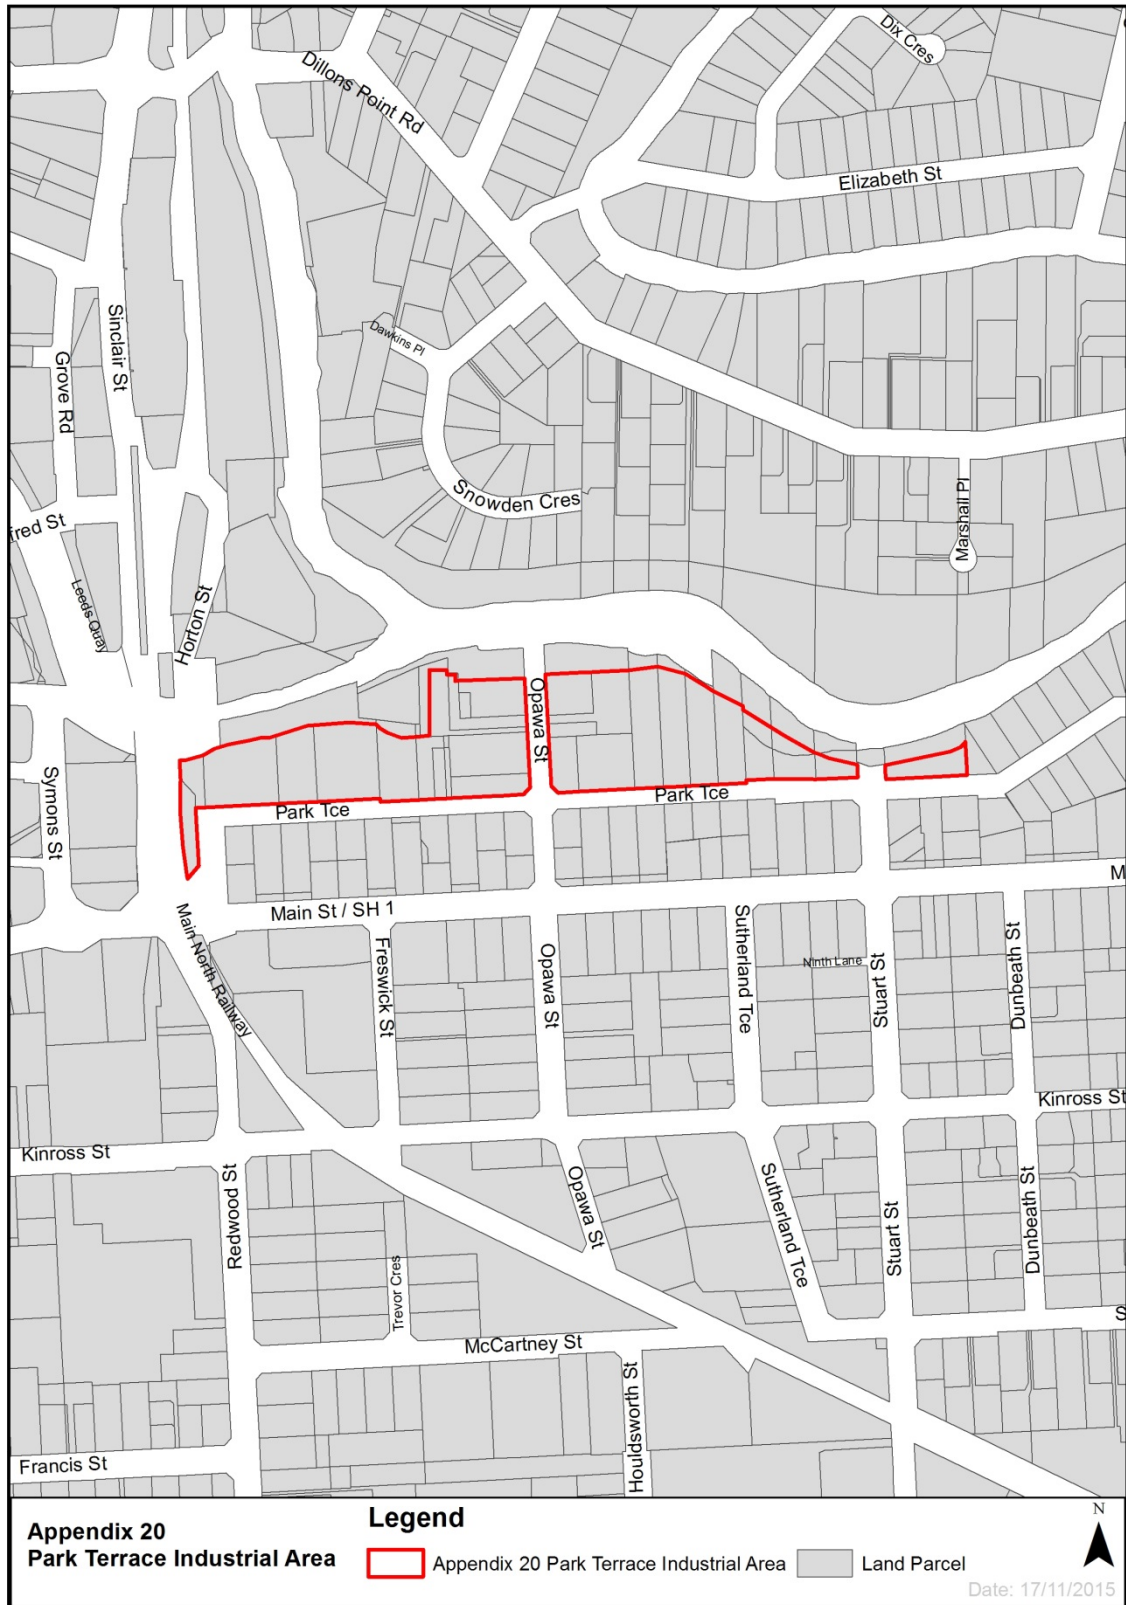 Dix Cres
Dillons Point Rd
Elizabeth St
Sinclair St
Grove Rd
Dawkins Pl
Snowden Cres
Marshall Pl
fred St
Leeds Quay
Horton St
Opawa St
Symons St
Park Tce
Park Tce
Main St / SH 1
M
Main North Railway
Freswick St
Opawa St
Sutherland Tce
Ninth Lane
Stuart St
Dunbeath St
Kinross St
Kinross St
Redwood St
Opawa St
Sutherland Tce
Stuart St
Dunbeath St
Trevor Cres
S
McCartney St
Houldsworth St
Francis St
Appendix 20
Park Terrace Industrial Area
Legend
Appendix 20 Park Terrace Industrial Area
Land Parcel
N
Date: 17/11/2015